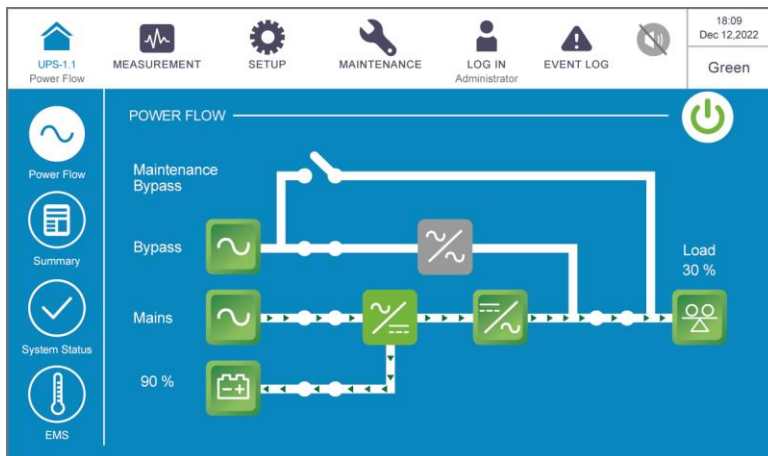 18:09
Dec 12,2022
UPS-1.1
Power Flow
MEASUREMENT
SETUP
MAINTENANCE
LOG IN
Administrator
EVENT LOG
Green
POWER FLOW
Power Flow
Maintenance
Bypass
Summary
Bypass
Load
30 %
Mains
System Status
90 %
EMS